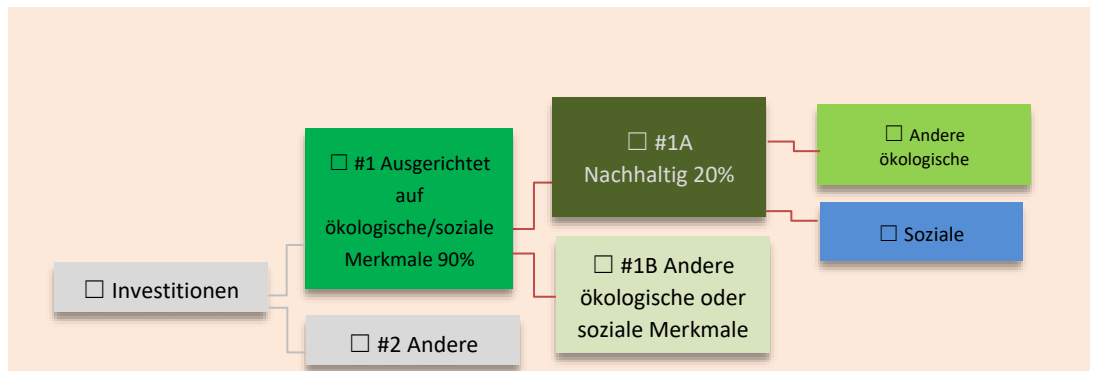 ☐ Investitionen
☐ #1 Ausgerichtet
auf
ökologische/soziale
Merkmale 90%
☐ #2 Andere
☐ #1A
Nachhaltig 20%
☐ #1B Andere
ökologische oder
soziale Merkmale
☐ Andere
ökologische
☐ Soziale